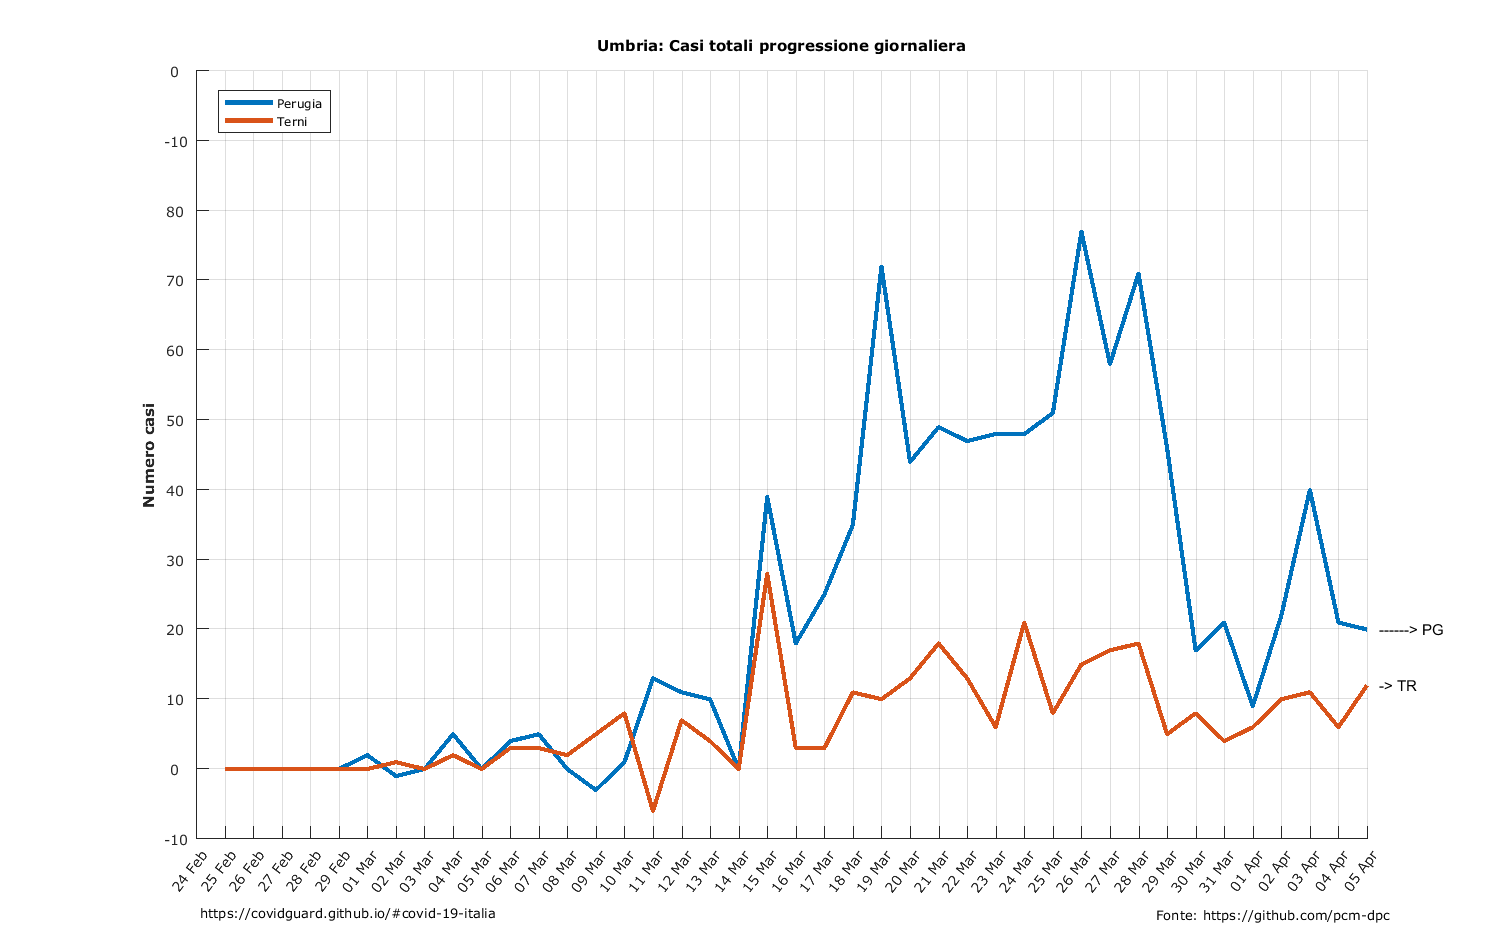 Umbria: Casi totali progressione giornaliera
Perugia
Terni
0
-10
80
70
60
50
40
30
20
10
0
-10
Numero casi
------> PG
-> TR
24 Feb
25 Feb
26 Feb
27 Feb
28 Feb
29 Feb
01 Mar
02 Mar
03 Mar
04 Mar
05 Mar
06 Mar
07 Mar
08 Mar
09 Mar
10 Mar
11 Mar
12 Mar
13 Mar
14 Mar
15 Mar
16 Mar
17 Mar
18 Mar
19 Mar
20 Mar
21 Mar
22 Mar
23 Mar
24 Mar
25 Mar
26 Mar
27 Mar
28 Mar
29 Mar
30 Mar
31 Mar
01 Apr
02 Apr
03 Apr
04 Apr
05 Apr
https://covidguard.github.io/#covid-19-italia
Fonte: https://github.com/pcm-dpc